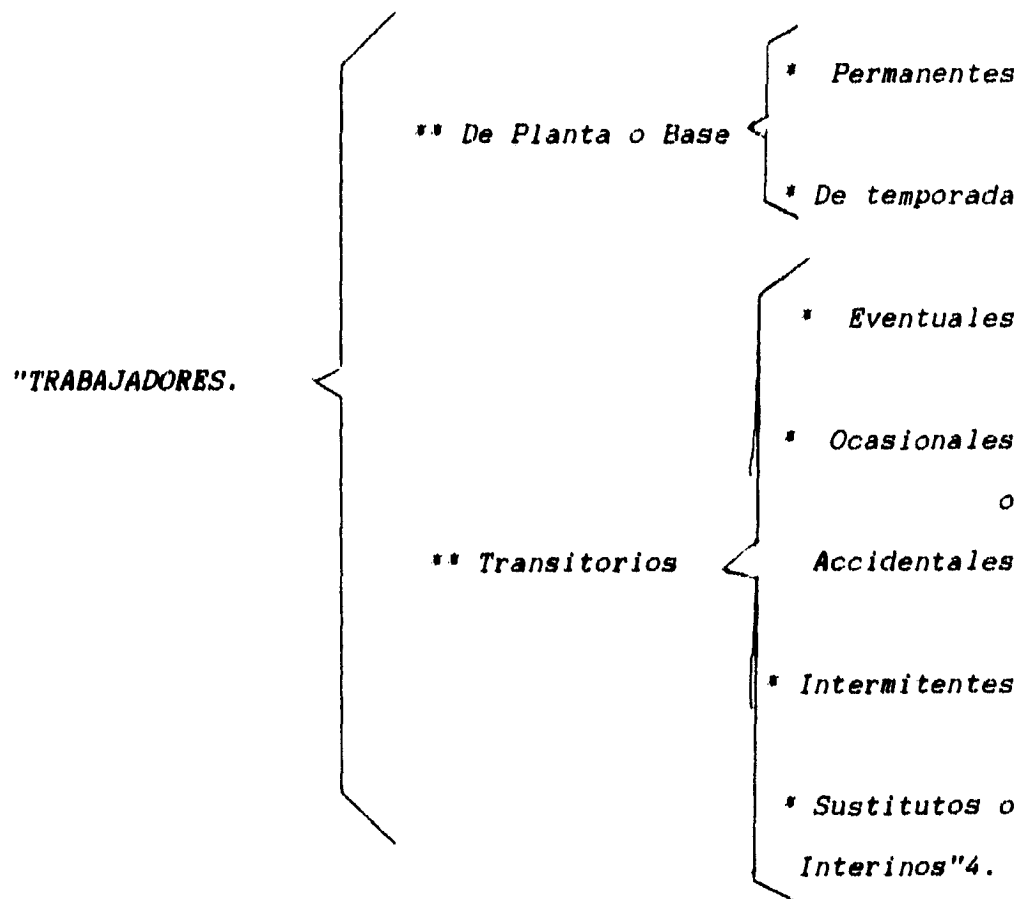 * Permanentes
** De Planta o Base
* De temporada
* Eventuales
"TRABAJADORES.
* Ocasionales
o
** Transitorios
Accidentales
* Intermitentes
* Sustitutos o
Interinos"4.